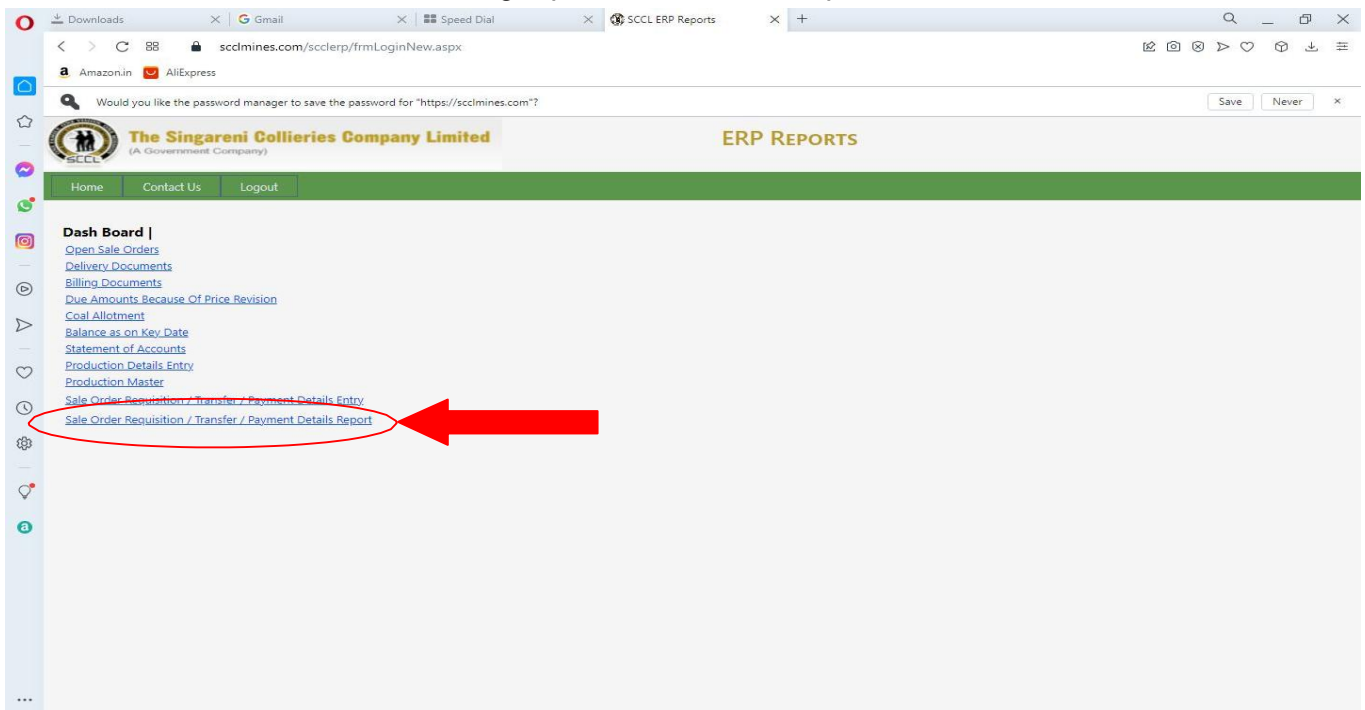 Downloads
Gmail
Speed Dial
SCCL ERP Reports
scclmines.com/scclerp/frmLoginNew.aspx
Amazon.in
AliExpress
Would you like the password manager to save the password for "https://scclmines.com"?
Save
Never
SCCL
The Singareni Collieries Company Limited
(A Government Company)
ERP REPORTS
Home
Contact Us
Logout
Dash Board |
Open Sale Orders
Delivery Documents
Billing Documents
Due Amounts Because Of Price Revision
Coal Allotment
Balance as on Key Date
Statement of Accounts
Production Details Entry
Production Master
Sale Order Requisition / Transfer / Payment Details Entry
Sale Order Requisition / Transfer / Payment Details Report